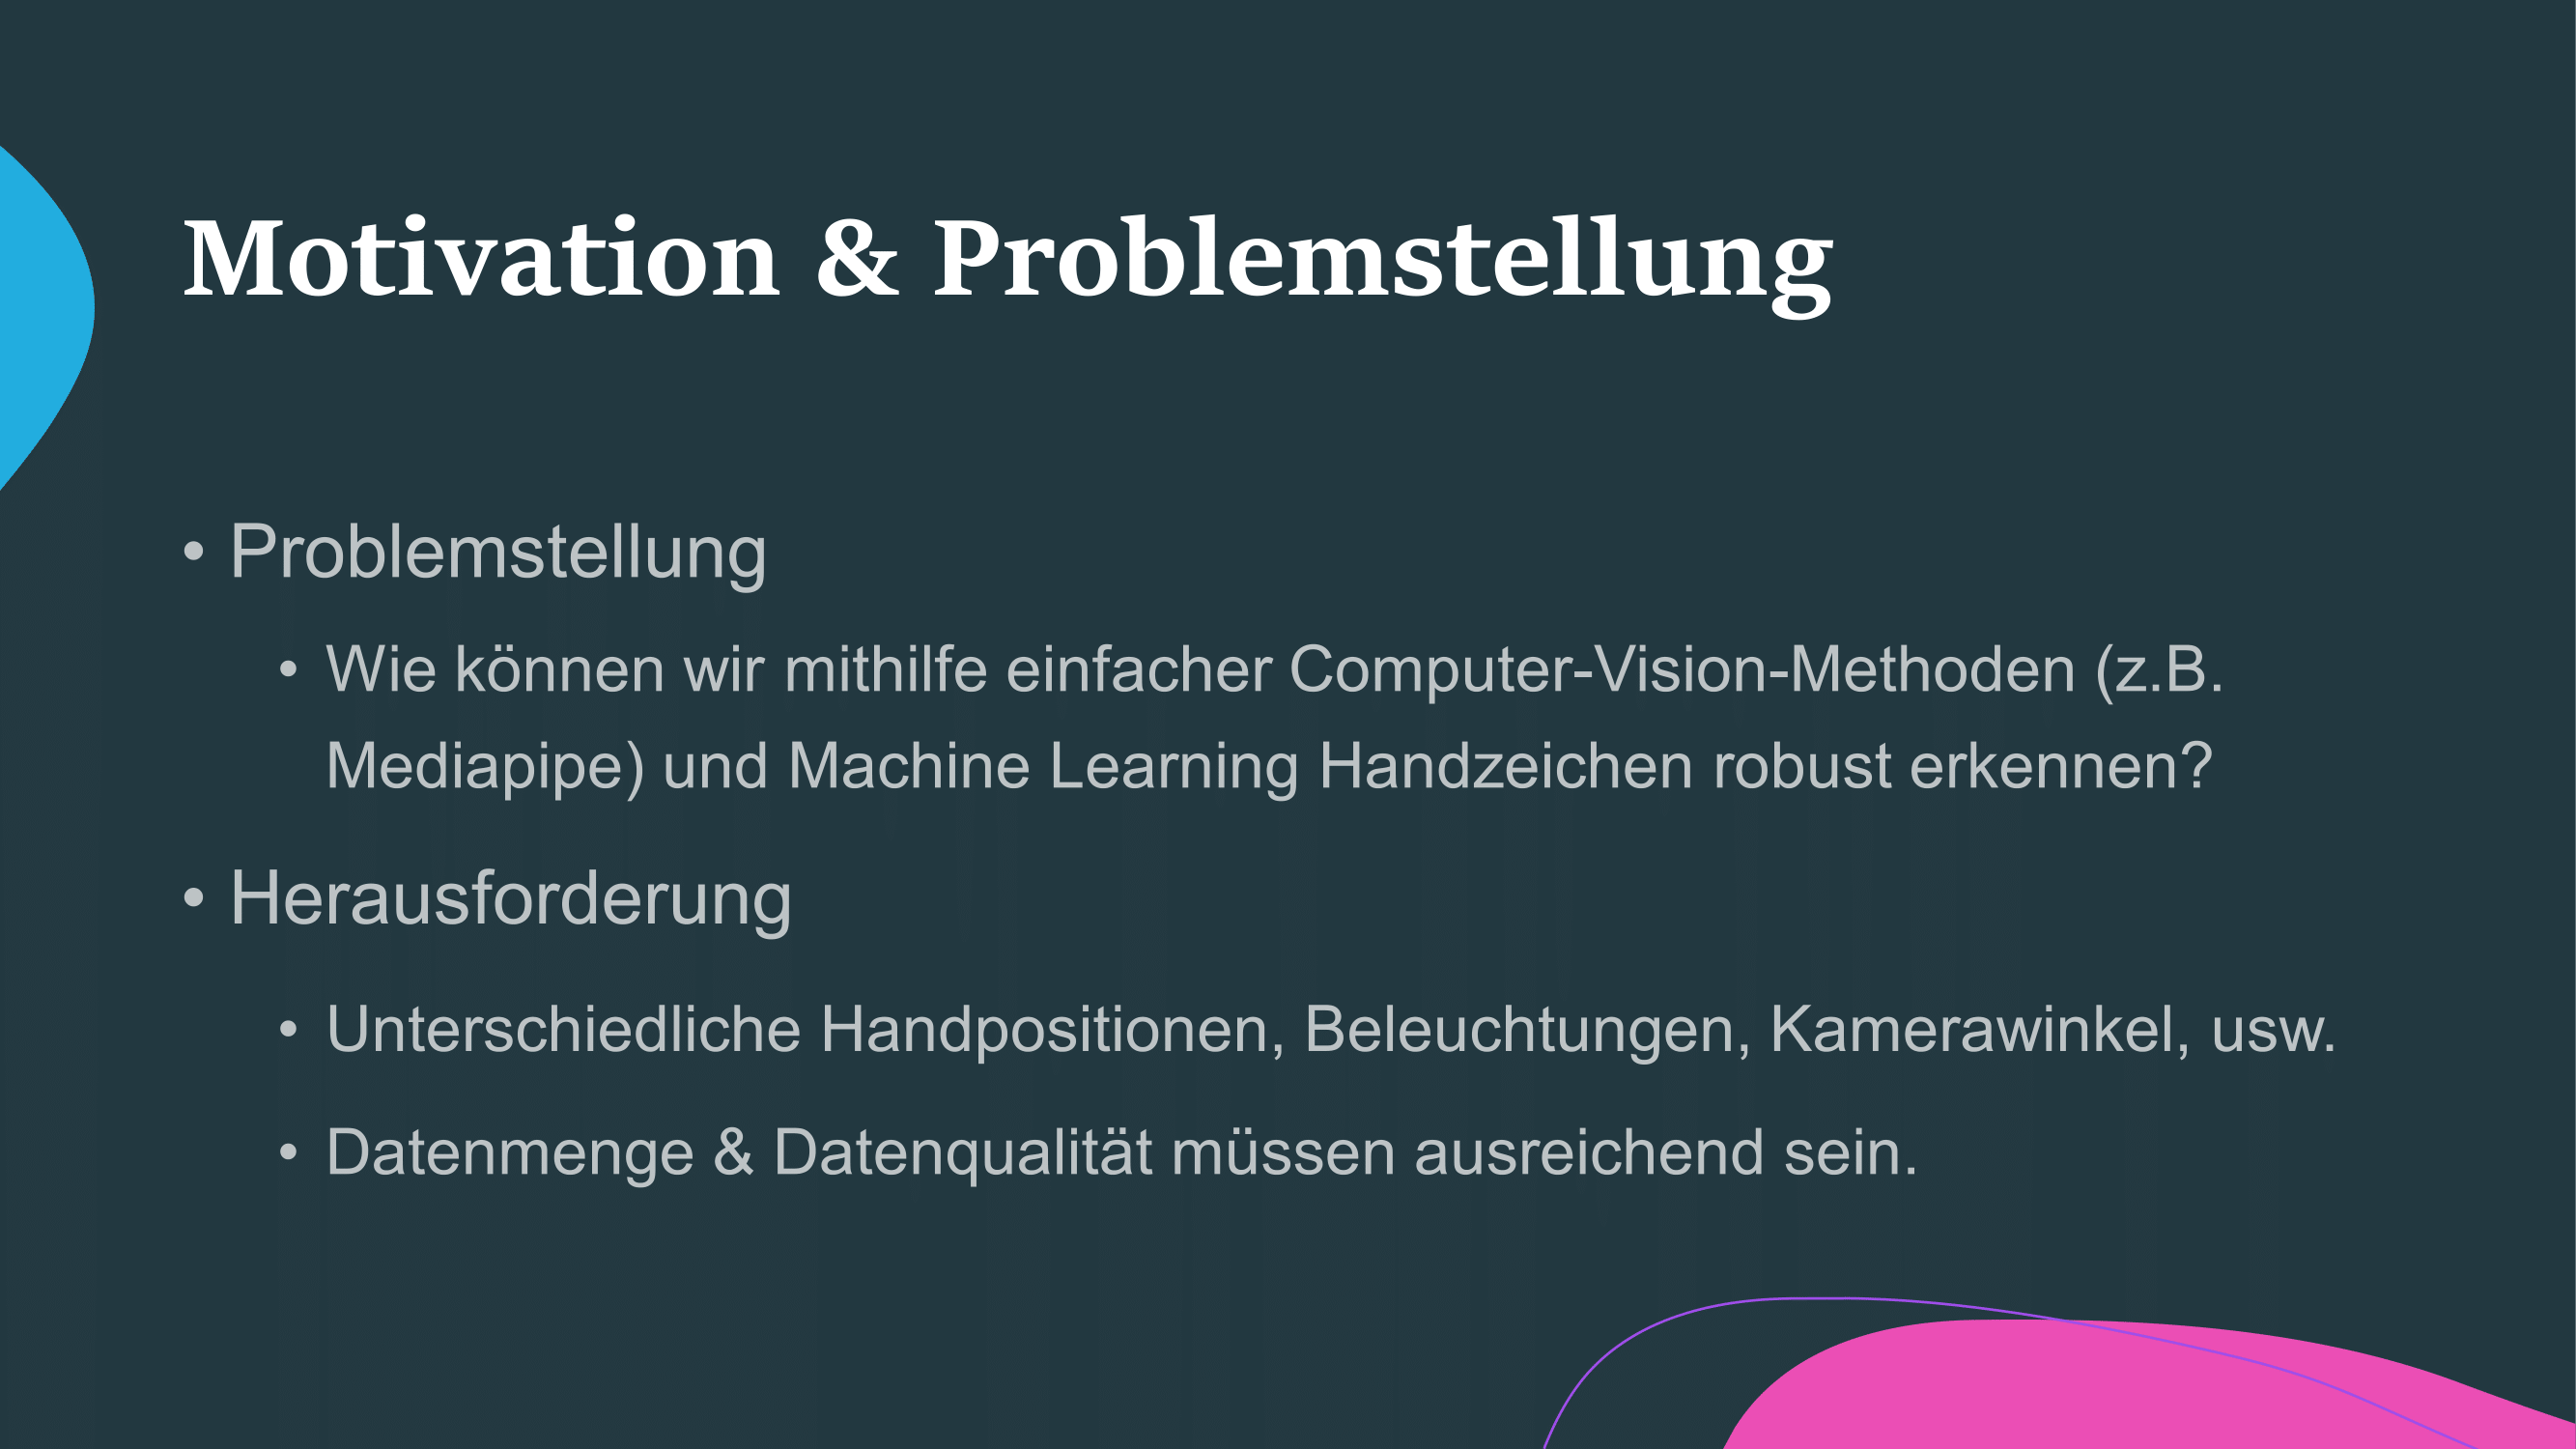 Motivation & Problemstellung
• Problemstellung
• Wie können wir mithilfe einfacher Computer-Vision-Methoden (z.B.
Mediapipe) und Machine Learning Handzeichen robust erkennen?
• Herausforderung
• Unterschiedliche Handpositionen, Beleuchtungen, Kamerawinkel, usw.
• Datenmenge & Datenqualität müssen ausreichend sein.